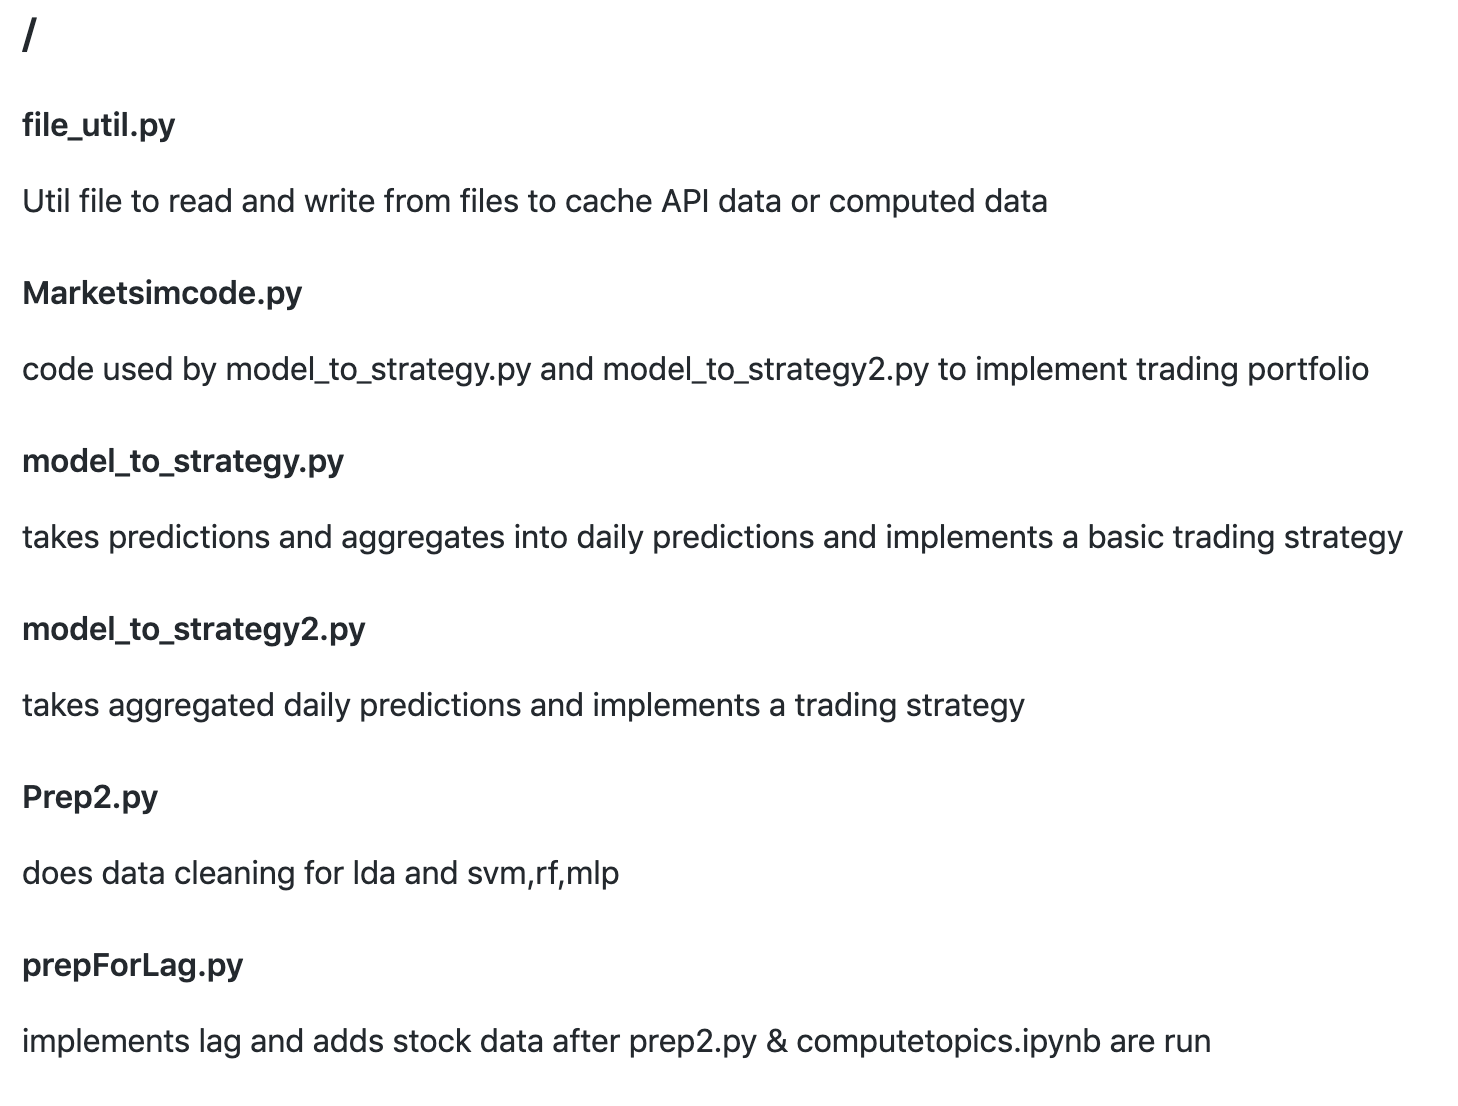 /
file_util.py
Util file to read and write from files to cache API data or computed data
Marketsimcode.py
code used by model_to_strategy.py and model_to_strategy2.py to implement trading portfolio
model_to_strategy.py
takes predictions and aggregates into daily predictions and implements a basic trading strategy
model_to_strategy2.py
takes aggregated daily predictions and implements a trading strategy
Prep2.py
does data cleaning for lda and svm,rf,mlp
prepForLag.py
implements lag and adds stock data after prep2.py & computetopics.ipynb are run